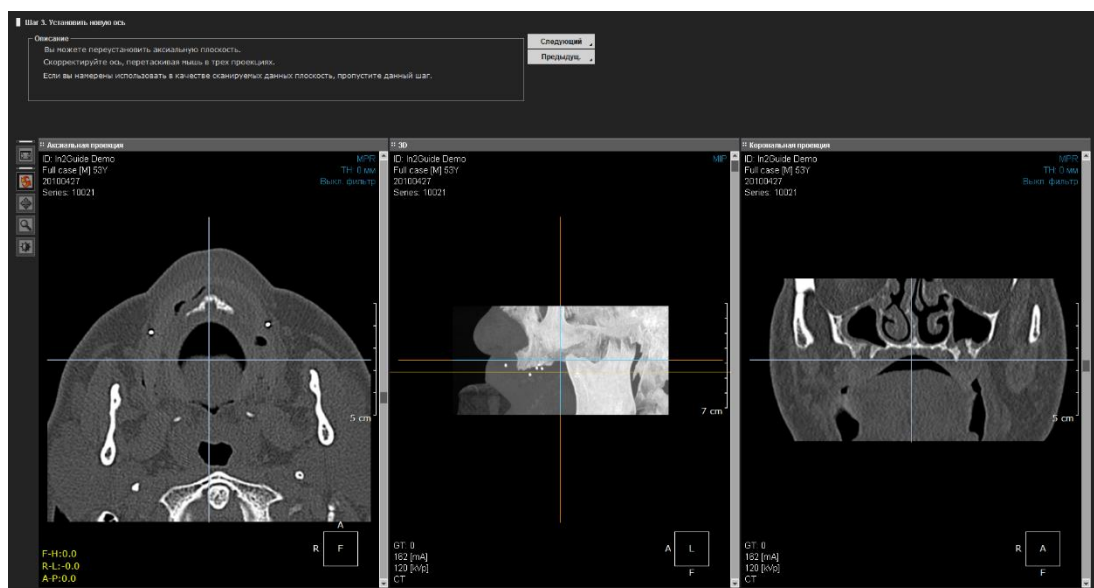 Шаг 3. Установить новую ось
Описание
Вы можете переустановить аксиальную плоскость.
Скорректируйте ось, перетаскивая мышь в трех проекциях.
Если вы намерены использовать в качестве сканируемых данных плоскость, пропустите данный шаг.
Следующий
Предыдущ.
Аксиальная проекция
ID: In2Guide Demo
Full case [M] 53Y
20100427
Series: 10021
MPR
TH: 0 мм
Выкл. фильтр
5 cm
F-H:0.0
R-L:-0.0
A-P:0.0
A
R
F
3D
ID: In2Guide Demo
Full case [M] 53Y
20100427
Series: 10021
MIP
7 cm
GT: 0
182 [mA]
120 [kVp]
CT
A
L
F
Корональная проекция
ID: In2Guide Demo
Full case [M] 53Y
20100427
Series: 10021
MPR
TH: 0 мм
Выкл. фильтр
5 cm
GT: 0
182 [mA]
120 [kVp]
CT
R
A
F